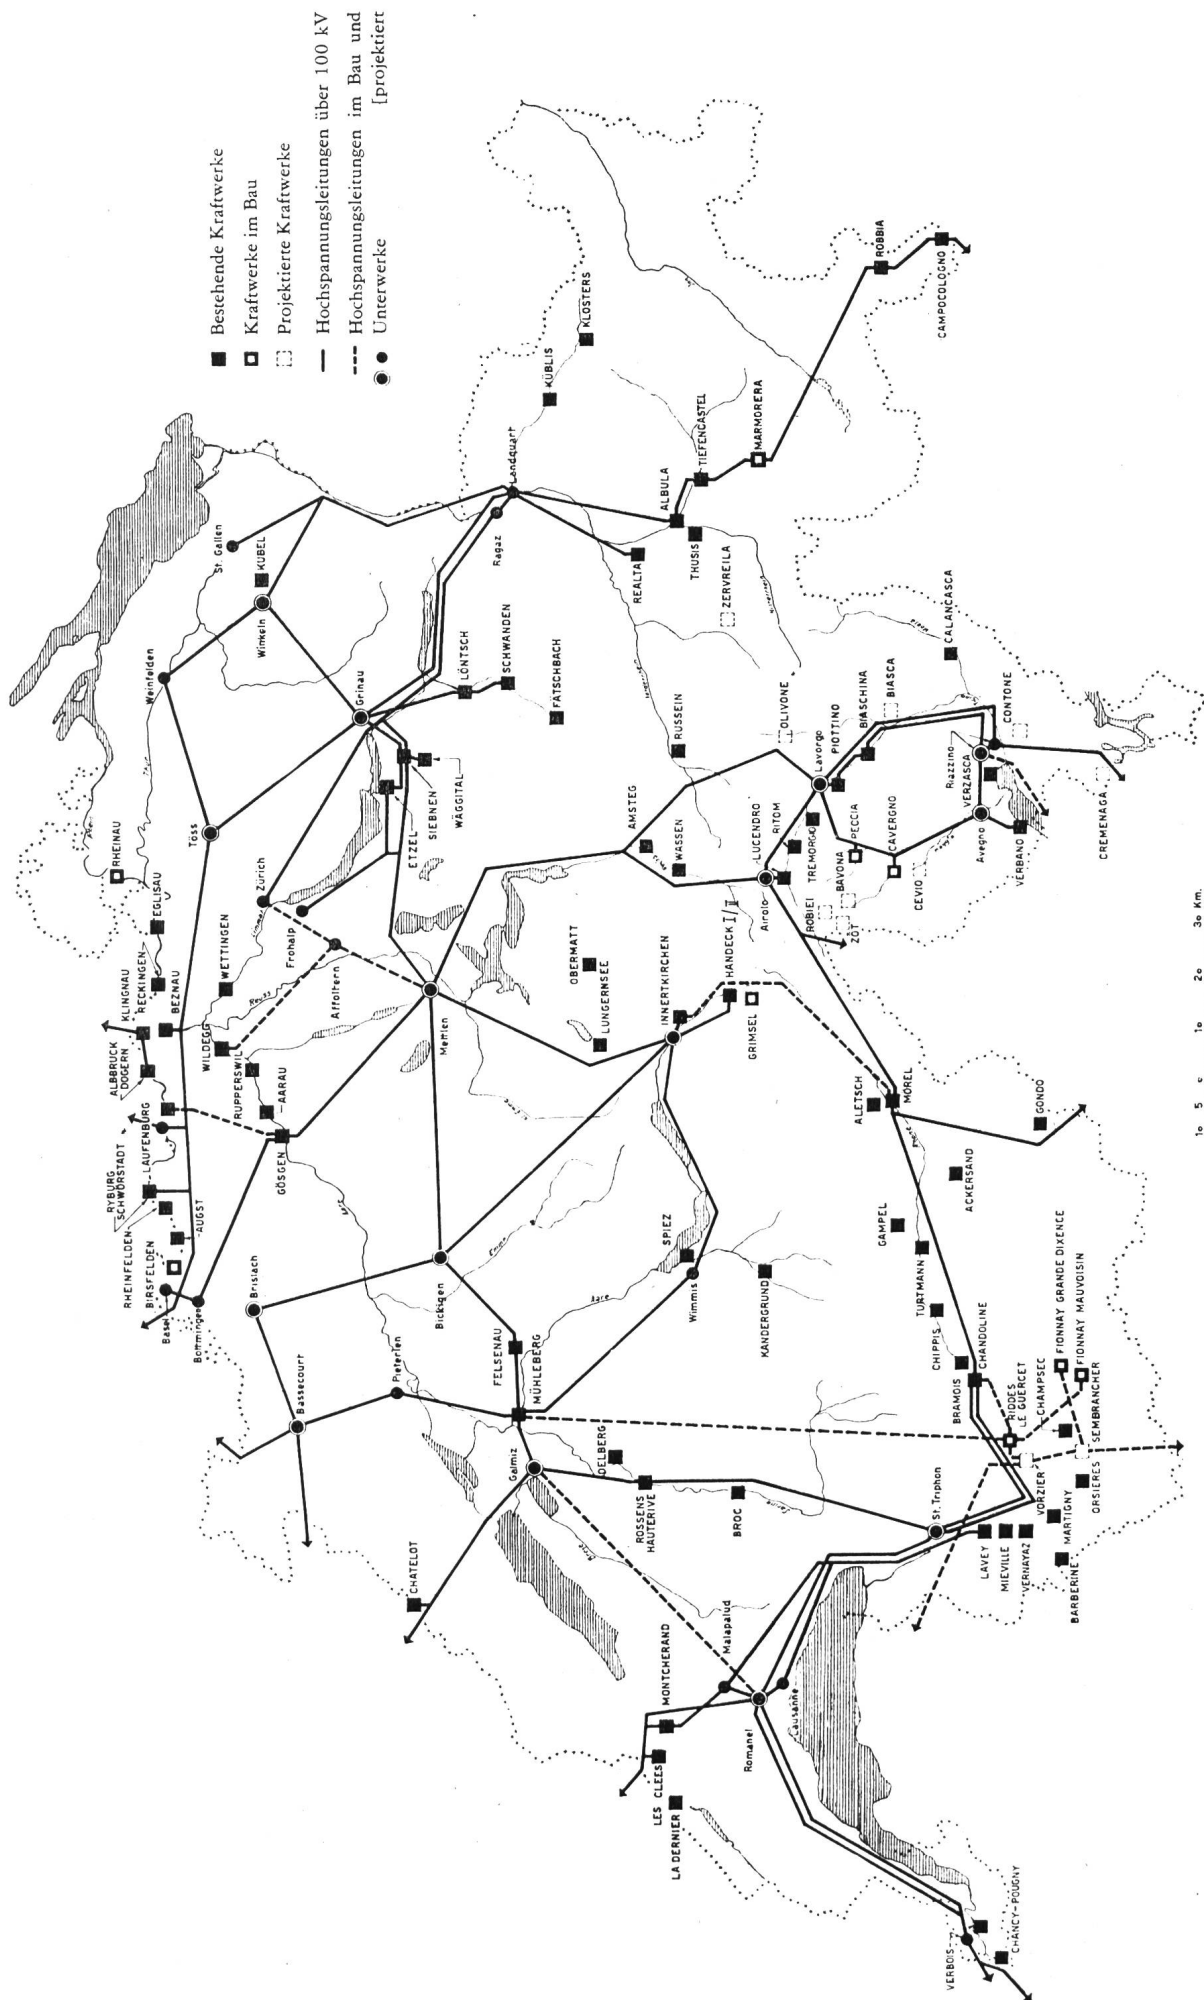 Bestehende Kraftwerke
Kraftwerke im Bau
Projektierte Kraftwerke
Hochspannungsleitungen über 100 kV
Hochspannungsleitungen im Bau und
[projektiert
Unterwerke
RHEINAU
EGLISAU
RECKINGEN
KLINGNAU
BEZNAU
ALBBRUCK
DOGERN
LAUFENBURG
RYBURG
SCHWÖRSTADT
RHEINFELDEN
AUGST
BIRSFELDEN
Basel
Bottmingen
Brislach
Bassecourt
Pieterlen
Bickigen
GÖSGEN
AARAU
RUPPERSWIL
WILDEGG
WETTINGEN
Zürich
Frohalp
Affoltern
Mettlen
Reuss
Limmat
Töss
Weinfelden
Winkeln
KUBEL
St. Gallen
Grinau
ETZEL
SIEBNEN
WÄGGITAL
LÖNTSCH
SCHWANDEN
FÄTSCHBACH
Ragaz
Landquart
KÜBLIS
KLOSTERS
ALBULA
TIEFENCASTEL
MARMORERA
THUSIS
REALTA
ZERVREILA
ROBBIA
CAMPOCOLOGNO
RUSSEIN
AMSTEG
WASSEN
OBERMATT
LUNGERNSEE
INNERTKIRCHEN
HANDECK I/II
GRIMSEL
Airolo
LUCENDRO
RITOM
TREMORGIO
Lavorgo
PIOTTINO
BIASCHINA
BIASCA
OLIVONE
CALANCASCA
PECCIA
BAVONA
ROBIEI
ZÖT
CAVERGNO
CEVIO
Avegno
VERBANO
VERZASCA
Riazzino
CONTONE
CREMENAGA
CHATELOT
Galmiz
FELSENAU
MÜHLEBERG
SPIEZ
Wimmis
KANDERGRUND
Aare
Emme
OELBERG
ROSSENS
HAUTERIVE
BROC
MONTCHERAND
LES CLEES
LA DERNIER
Malapalud
Romanel
Lausanne
St. Triphon
LAVEY
MIEVILLE
VERNAYAZ
BARBERINE
MARTIGNY
VORZIER
ORSIERES
SEMBRANCHER
CHAMPSEC
RIDDES
LE GUERCET
FIONNAY GRANDE DIXENCE
FIONNAY MAUVOISIN
BRAMOIS
CHANDOLINE
CHIPPIS
TURTMANN
GAMPEL
ACKERSAND
ALETSCH
MÖREL
GONDO
VERBOIS
CHANCY-POUGNY
10 5 5 10 20 30 Km.